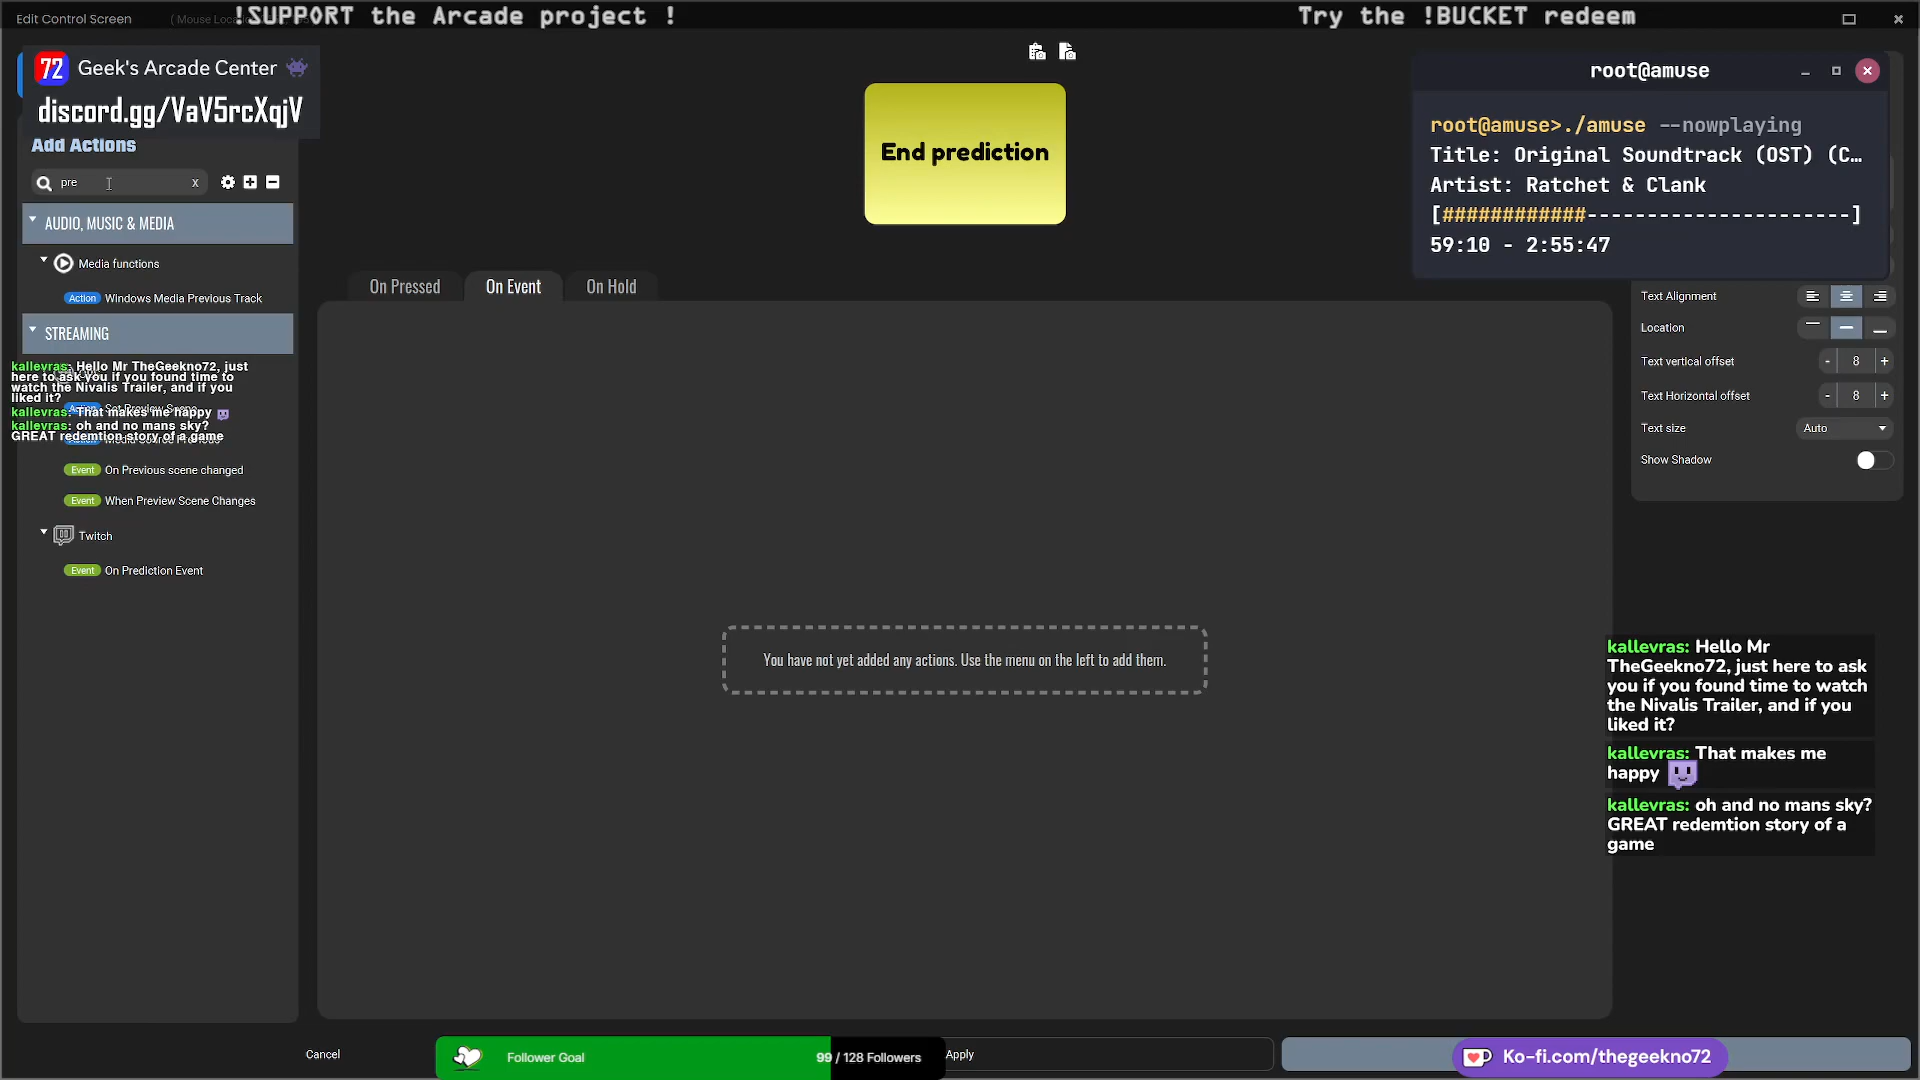 Edit Control Screen
!SUPPORT the Arcade project !
Try the !BUCKET redeem
72 Geek's Arcade Center
discord.gg/VaV5rcXqjV
Add Actions
pre
x
AUDIO, MUSIC & MEDIA
Media functions
Action Windows Media Previous Track
STREAMING
kallevras: Hello Mr TheGeekno72, just
here to ask you if you found time to
watch the Nivalis Trailer, and if you
liked it?
kallevras: That makes me happy
kallevras: oh and no mans sky?
GREAT redemtion story of a game
Event On Previous scene changed
Event When Preview Scene Changes
Twitch
Event On Prediction Event
End prediction
On Pressed
On Event
On Hold
You have not yet added any actions. Use the menu on the left to add them.
root@amuse
root@amuse>./amuse --nowplaying
Title: Original Soundtrack (OST) (C…
Artist: Ratchet & Clank
[############----------------------]
59:10 - 2:55:47
Text Alignment
Location
Text vertical offset
- 8 +
Text Horizontal offset
- 8 +
Text size
Auto
Show Shadow
kallevras: Hello Mr
TheGeekno72, just here to ask
you if you found time to watch
the Nivalis Trailer, and if you
liked it?
kallevras: That makes me
happy
kallevras: oh and no mans sky?
GREAT redemtion story of a
game
Cancel
Follower Goal
99 / 128 Followers
Apply
Ko-fi.com/thegeekno72